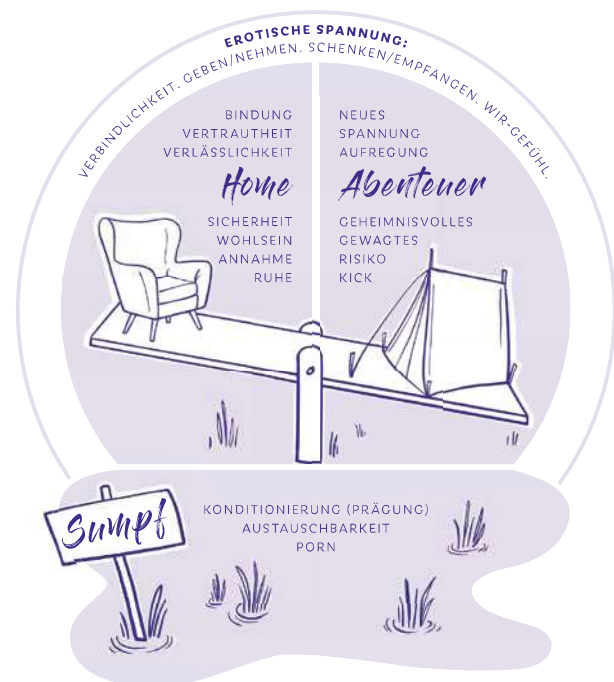 EROTISCHE SPANNUNG:
VERBINDLICHKEIT. GEBEN/NEHMEN. SCHENKEN/EMPFANGEN. WIR-GEFÜHL.
BINDUNG
VERTRAUTHEIT
VERLÄSSLICHKEIT
Home
SICHERHEIT
WOHLSEIN
ANNAHME
RUHE
NEUES
SPANNUNG
AUFREGUNG
Abenteuer
GEHEIMNISVOLLES
GEWAGTES
RISIKO
KICK
Sumpf
KONDITIONIERUNG (PRÄGUNG)
AUSTAUSCHBARKEIT
PORN